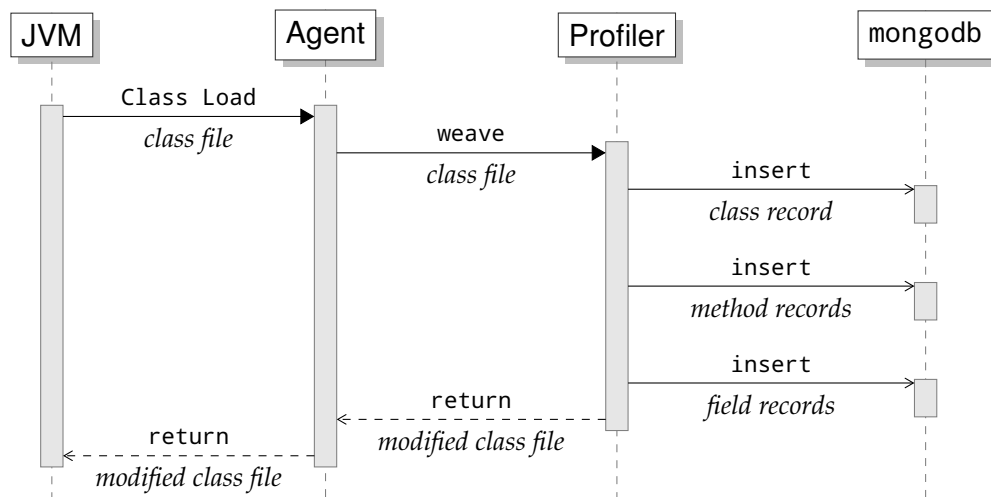 JVM
Agent
Profiler
mongodb
Class Load
class file
weave
class file
insert
class record
insert
method records
insert
field records
return
modified class file
return
modified class file